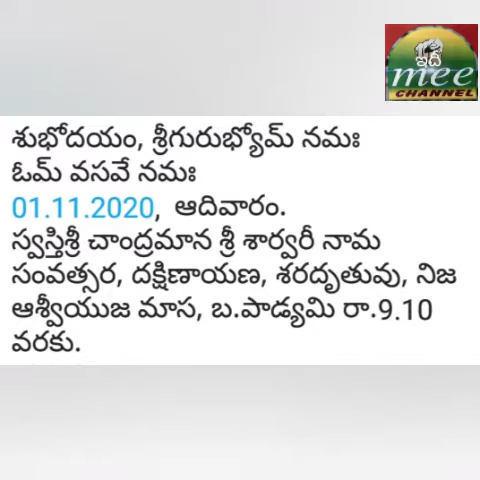 ఇది
mee
CHANNEL
శుభోదయం, శ్రీగురుభ్యోమ్ నమః
ఓమ్ వసవే నమః
01.11.2020, ఆదివారం.
స్వస్తిశ్రీ చాంద్రమాన శ్రీ శార్వరీ నామ
సంవత్సర, దక్షిణాయణ, శరదృతువు, నిజ
ఆశ్వీయుజ మాస, బ.పాడ్యమి రా.9.10
వరకు.